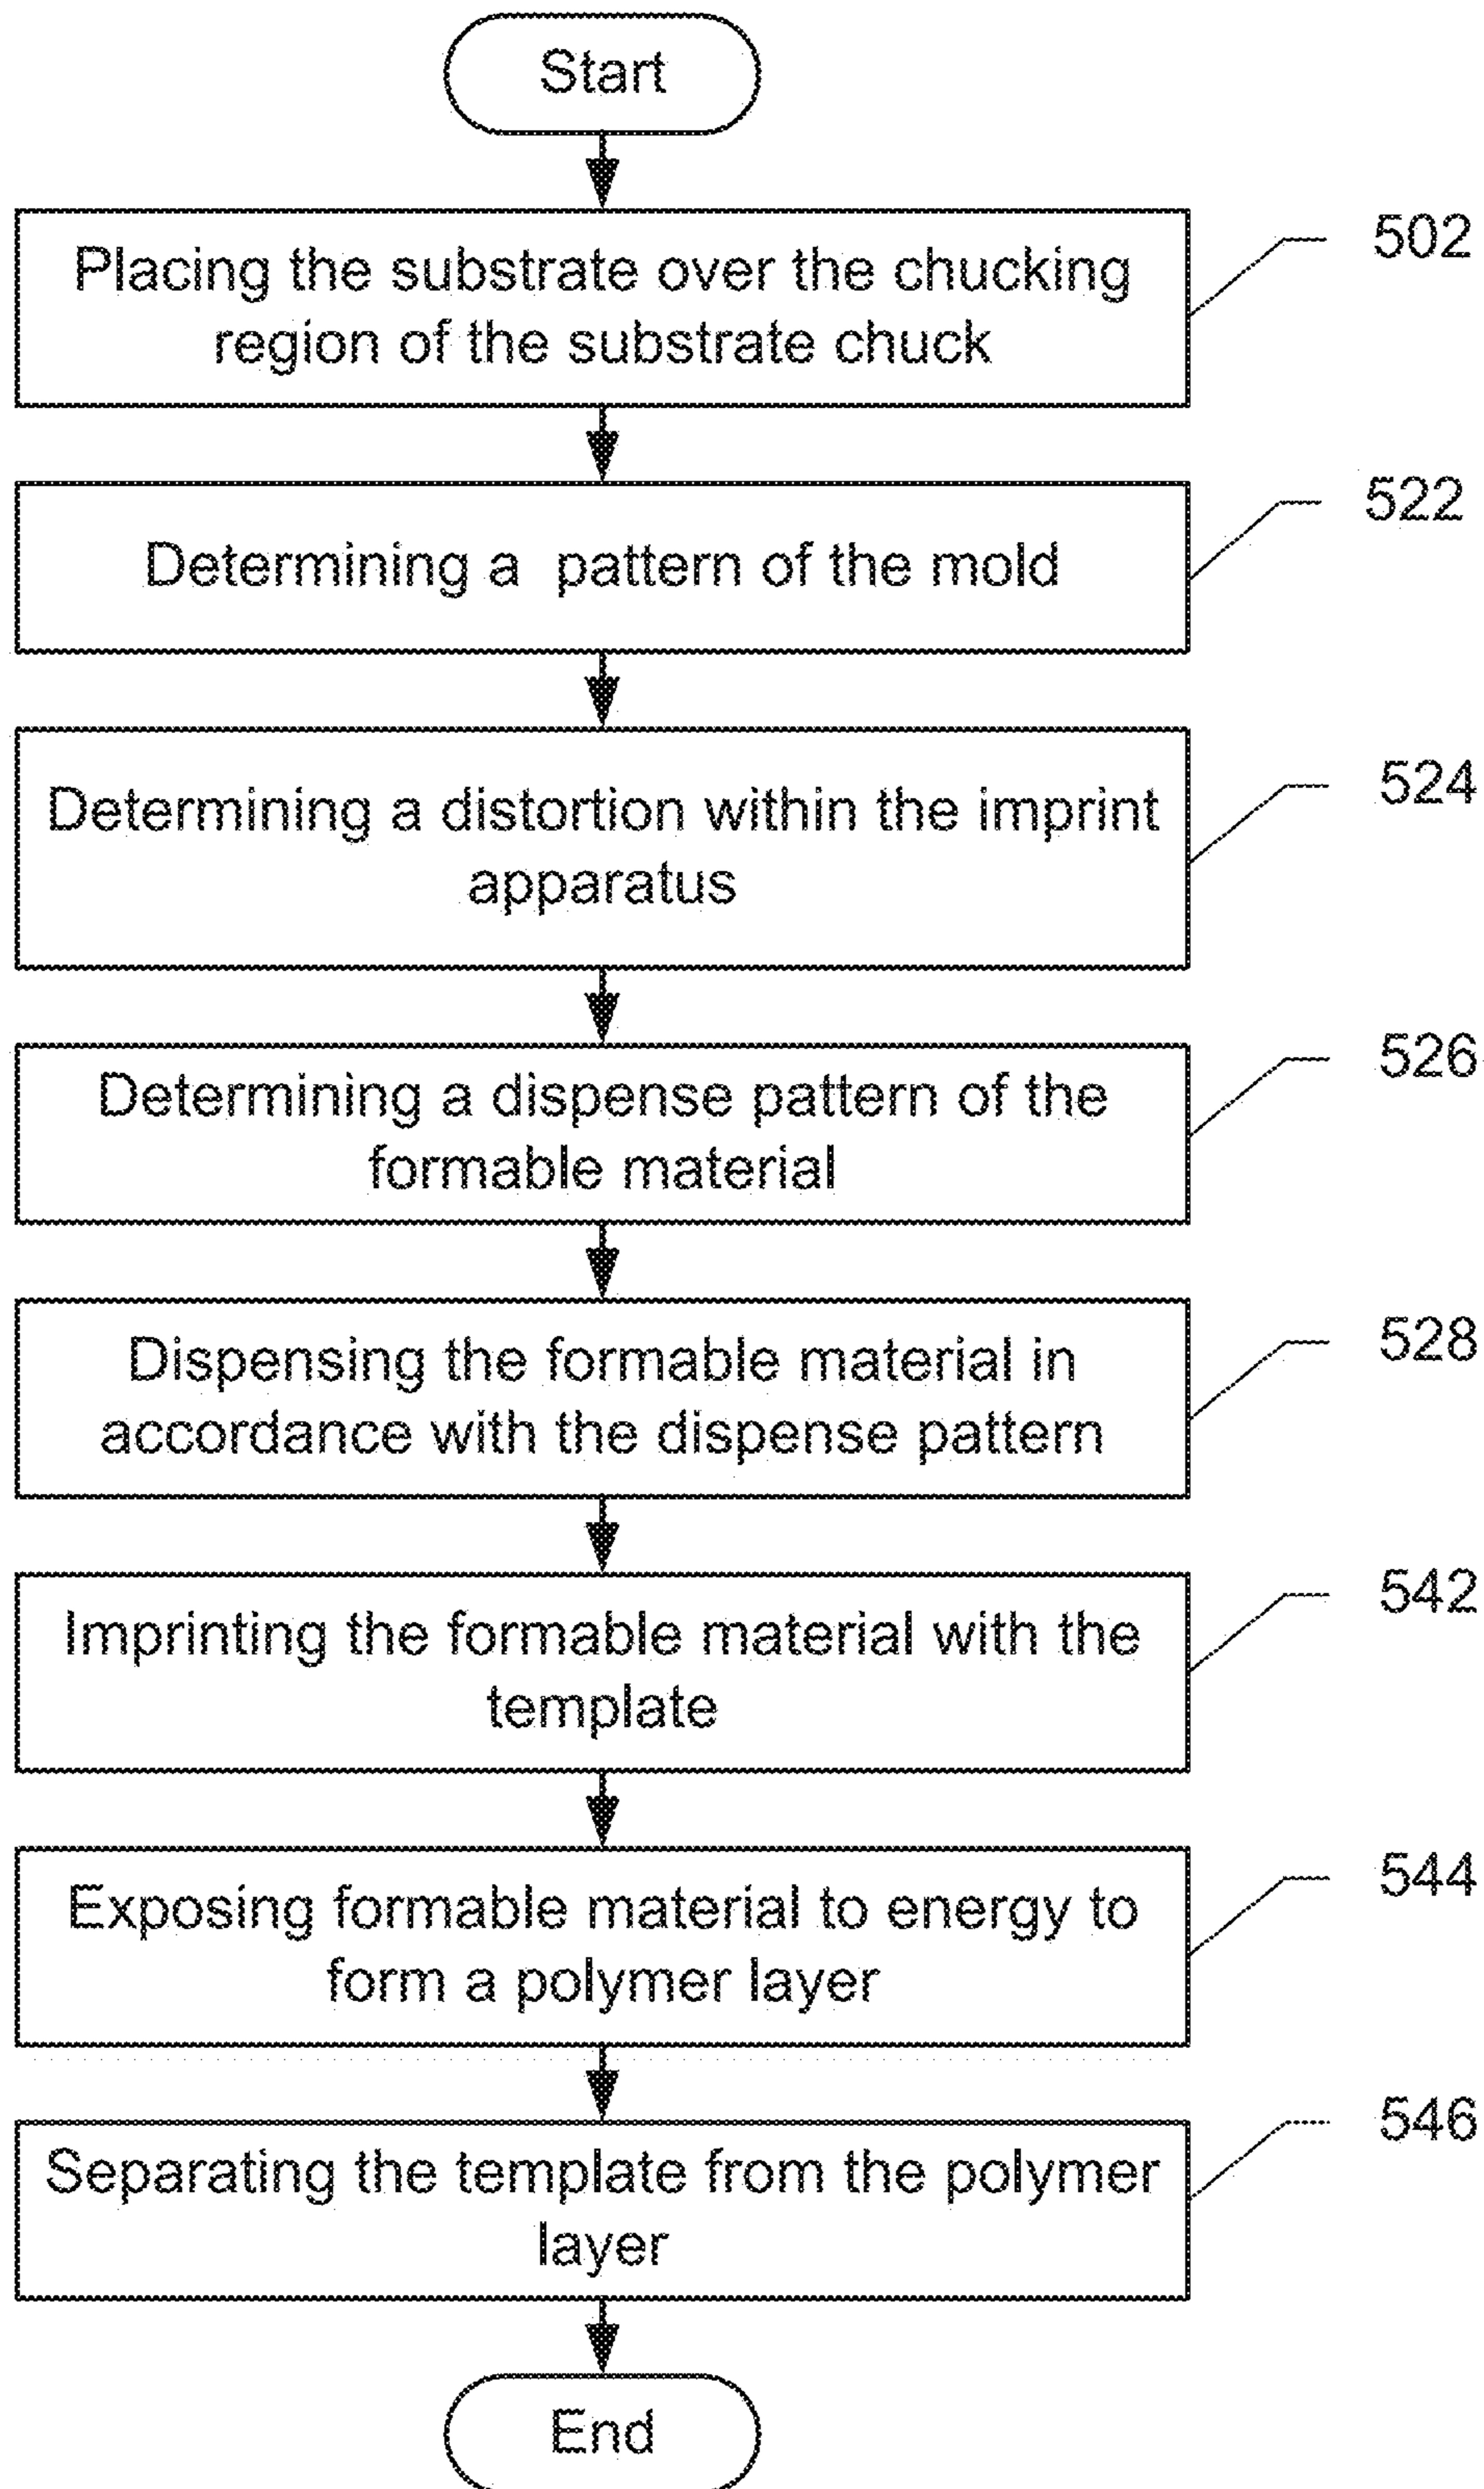 Start
Placing the substrate over the chucking
region of the substrate chuck
502
Determining a pattern of the mold
522
Determining a distortion within the imprint
apparatus
524
Determining a dispense pattern of the
formable material
526
Dispensing the formable material in
accordance with the dispense pattern
528
Imprinting the formable material with the
template
542
Exposing formable material to energy to
form a polymer layer
544
Separating the template from the polymer
layer
546
End